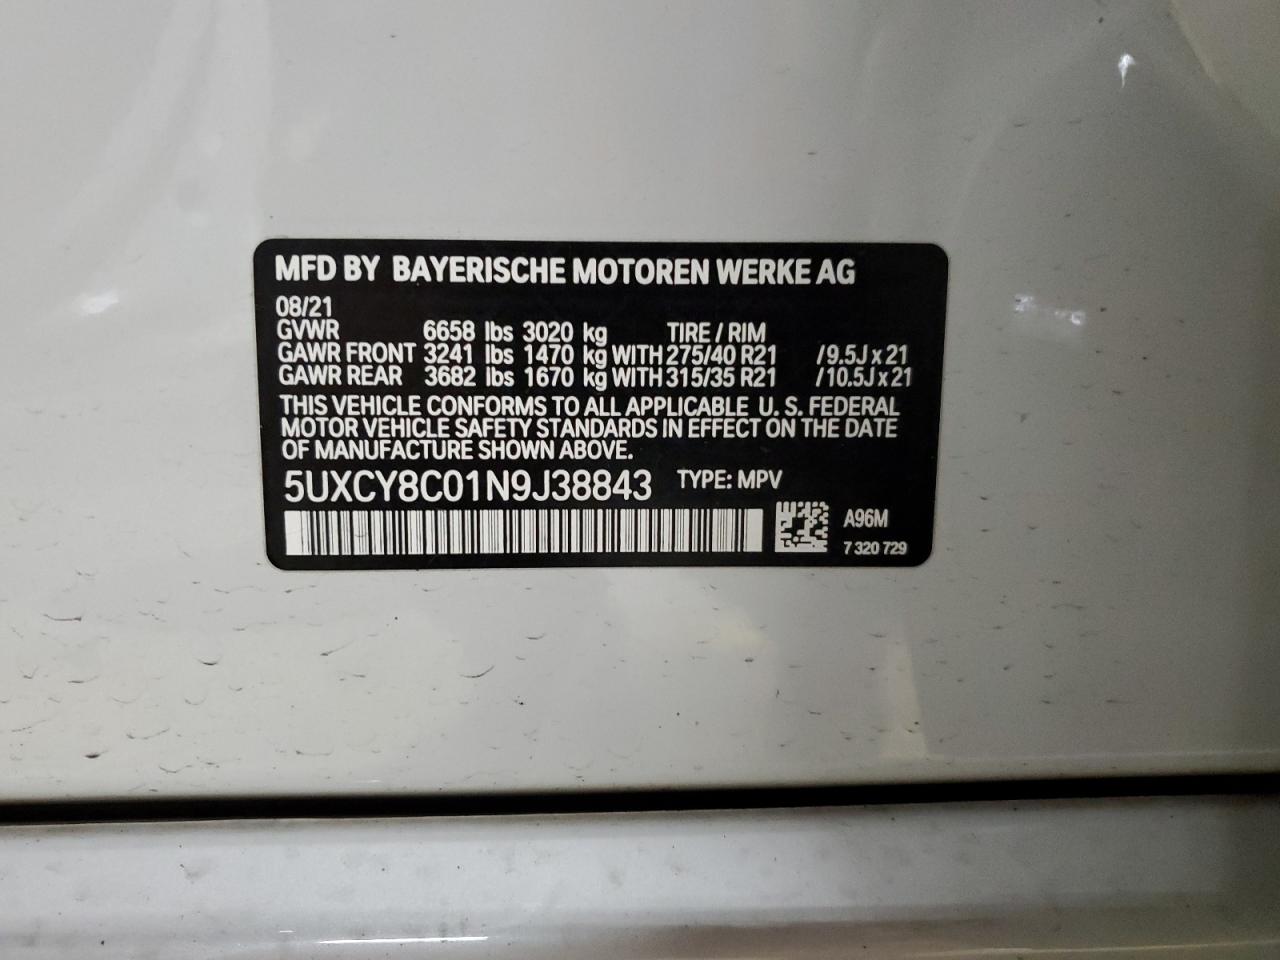 MFD BY BAYERISCHE MOTOREN WERKE AG
08/21
GVWR 6658 lbs 3020 kg TIRE / RIM
GAWR FRONT 3241 lbs 1470 kg WITH 275/40 R21 /9.5J x 21
GAWR REAR 3682 lbs 1670 kg WITH 315/35 R21 /10.5J x 21
THIS VEHICLE CONFORMS TO ALL APPLICABLE U. S. FEDERAL
MOTOR VEHICLE SAFETY STANDARDS IN EFFECT ON THE DATE
OF MANUFACTURE SHOWN ABOVE.
5UXCY8C01N9J38843 TYPE: MPV
A96M
7 320 729